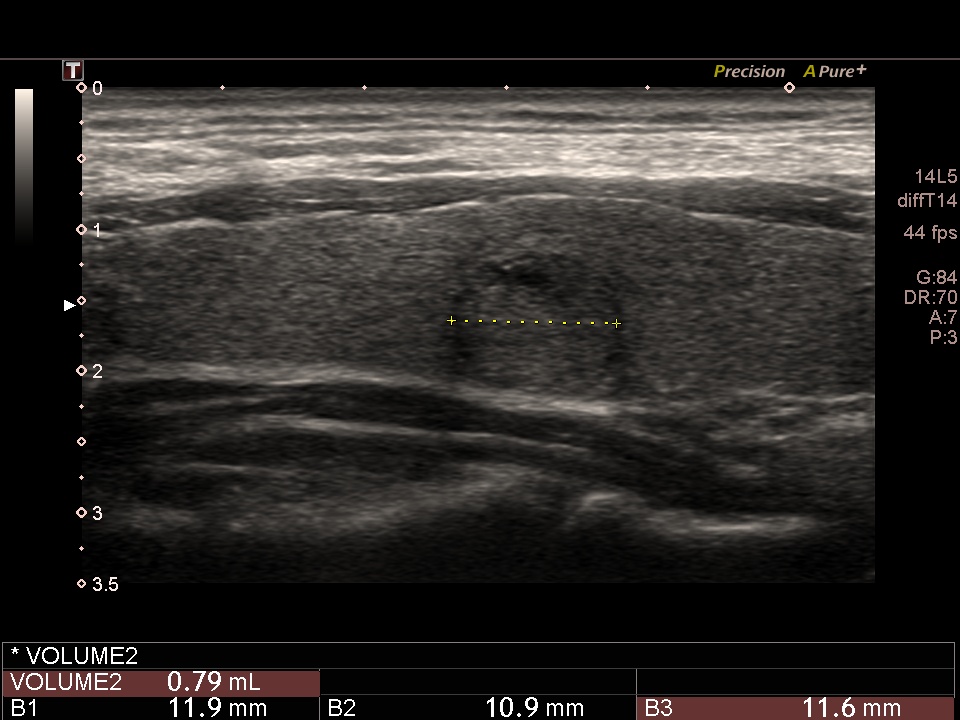 T
Precision A Pure+
0
1
2
3
3.5
14L5
diffT14
44 fps
G:84
DR:70
A:7
P:3
* VOLUME2
VOLUME2 0.79 mL
B1 11.9 mm B2 10.9 mm B3 11.6 mm